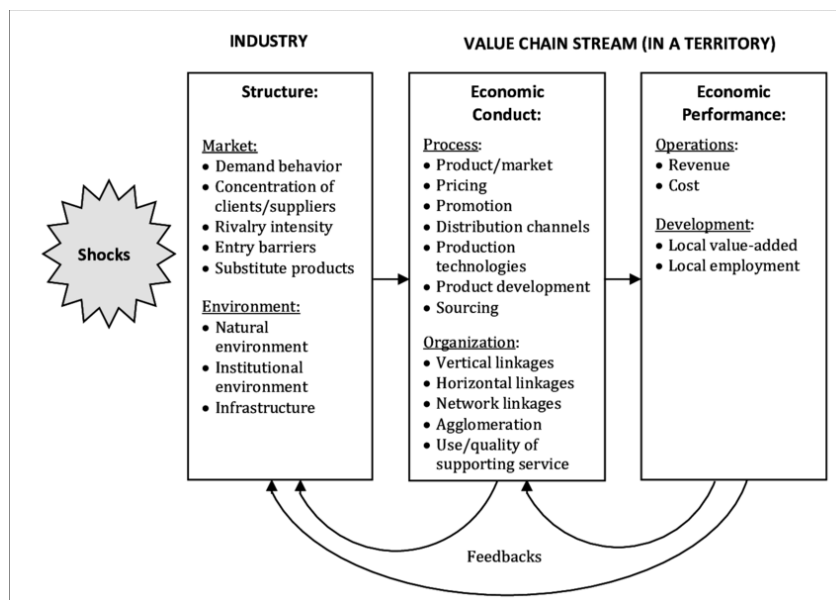 INDUSTRY
VALUE CHAIN STREAM (IN A TERRITORY)
Shocks
Structure:
Market:
• Demand behavior
• Concentration of
clients/suppliers
• Rivalry intensity
• Entry barriers
• Substitute products
Environment:
• Natural
environment
• Institutional
environment
• Infrastructure
Economic
Conduct:
Process:
• Product/market
• Pricing
• Promotion
• Distribution channels
• Production
technologies
• Product development
• Sourcing
Organization:
• Vertical linkages
• Horizontal linkages
• Network linkages
• Agglomeration
• Use/quality of
supporting service
Economic
Performance:
Operations:
• Revenue
• Cost
Development:
• Local value-added
• Local employment
Feedbacks